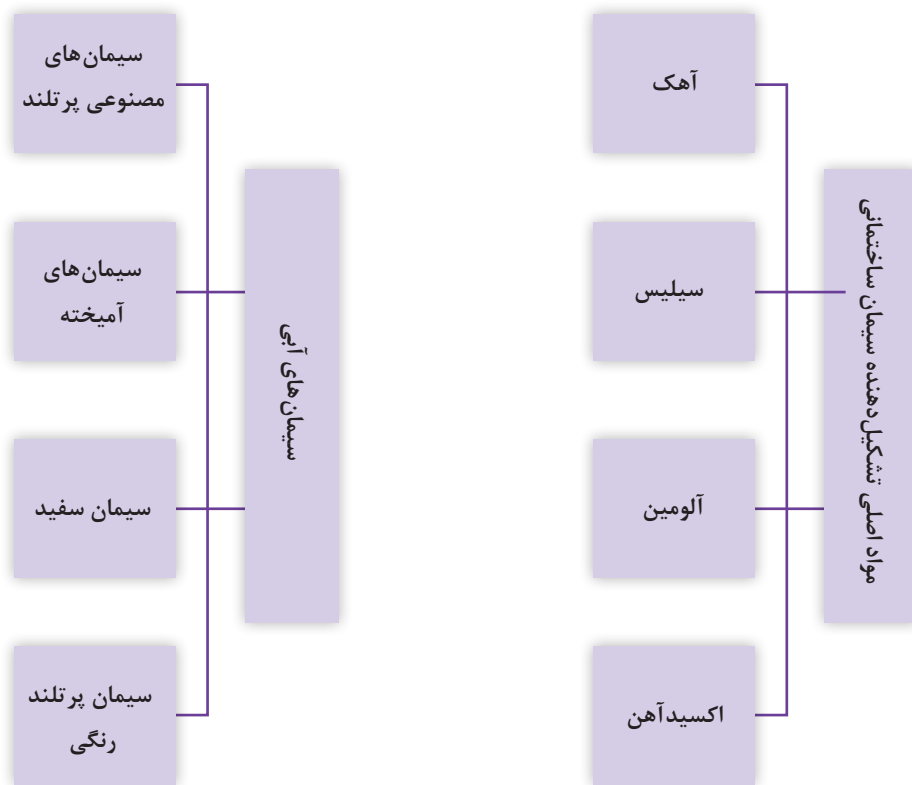 مواد اصلی تشکیل‌دهنده سیمان ساختمانی
آهک
سیلیس
آلومین
اکسیدآهن
سیمان‌های آبی
سیمان‌های
مصنوعی پرتلند
سیمان‌های
آمیخته
سیمان سفید
سیمان پرتلند
رنگی